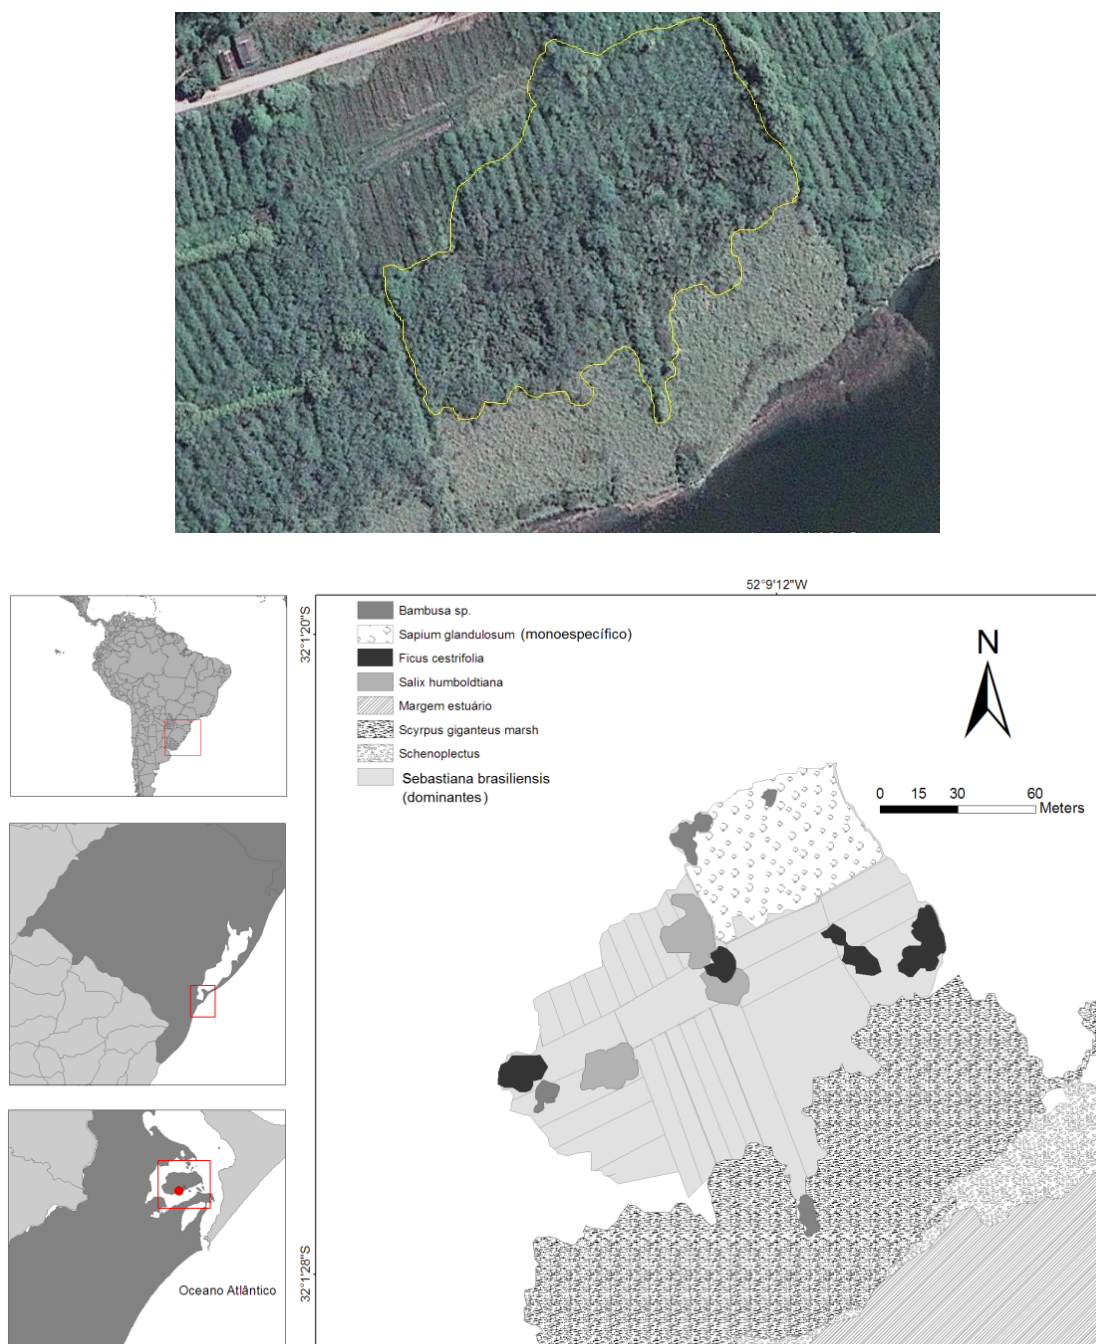 52°9'12"W
32°1'20"S
Bambusa sp.
Sapium glandulosum (monoespecífico)
Ficus cestrifolia
Salix humboldtiana
Margem estuário
Scyrpus giganteus marsh
Schenoplectus
Sebastiana brasiliensis
(dominantes)
N
0 15 30 60
Meters
32°1'28"S
Oceano Atlântico